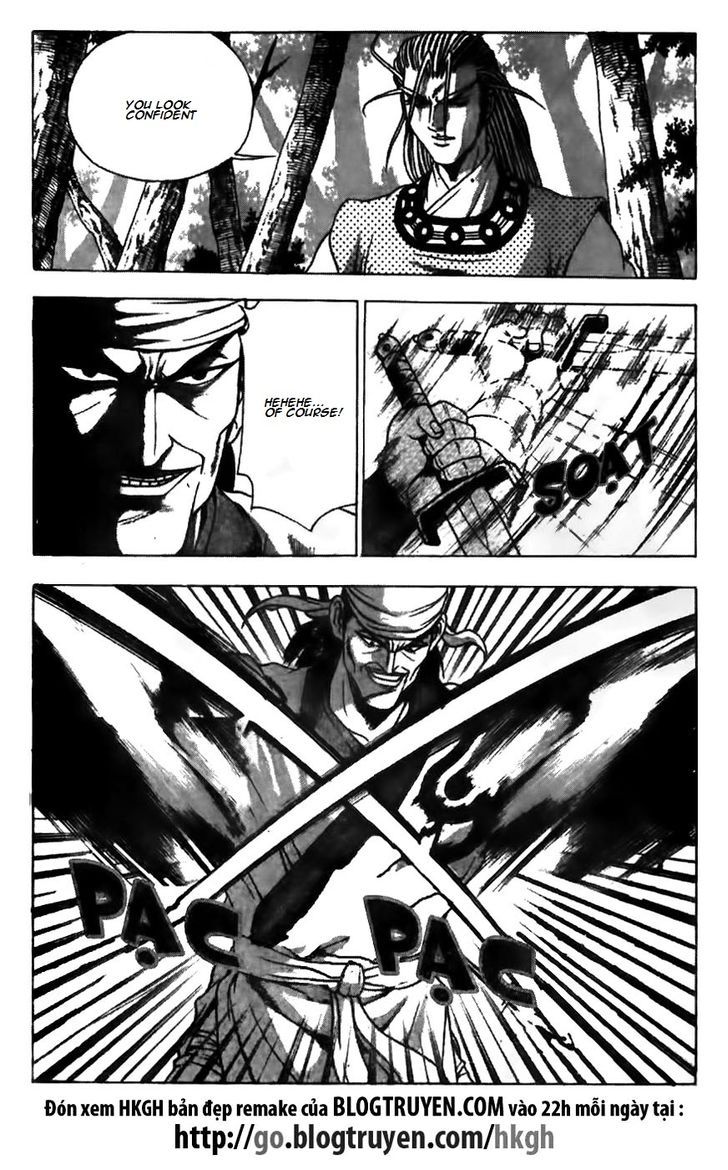 YOU LOOK
CONFIDENT
HEHEHE...
OF COURSE!
SOẠT
PẠC
PẠC
Đón xem HKGH bản đẹp remake của BLOGTRUYEN.COM vào 22h mỗi ngày tại :
http://go.blogtruyen.com/hkgh